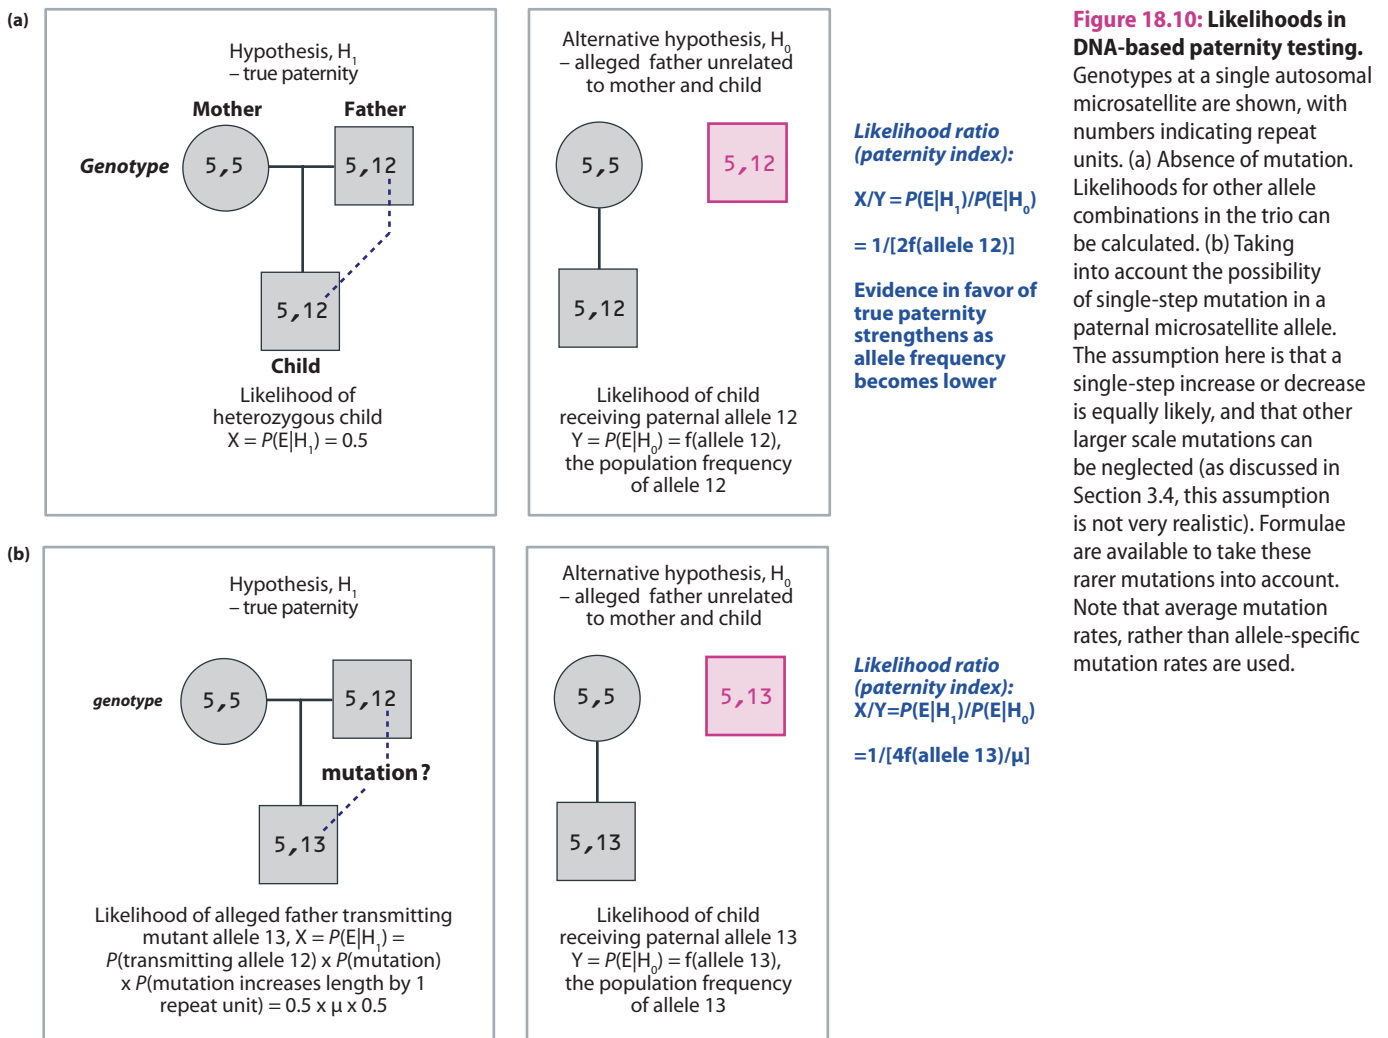 (a)
Hypothesis, H1
– true paternity
Mother
Father
Genotype
5,5
5,12
5,12
Child
Likelihood of
heterozygous child
X = P(E|H1) = 0.5
Alternative hypothesis, H0
– alleged father unrelated
to mother and child
5,5
5,12
5,12
Likelihood of child
receiving paternal allele 12
Y = P(E|H0) = f(allele 12),
the population frequency
of allele 12
Likelihood ratio
(paternity index):
X/Y = P(E|H1)/P(E|H0)
= 1/[2f(allele 12)]
Evidence in favor of
true paternity
strengthens as
allele frequency
becomes lower
(b)
Hypothesis, H1
– true paternity
genotype
5,5
5,12
mutation?
5,13
Likelihood of alleged father transmitting
mutant allele 13, X = P(E|H1) =
P(transmitting allele 12) x P(mutation)
x P(mutation increases length by 1
repeat unit) = 0.5 x μ x 0.5
Alternative hypothesis, H0
– alleged father unrelated
to mother and child
5,5
5,13
5,13
Likelihood of child
receiving paternal allele 13
Y = P(E|H0) = f(allele 13),
the population frequency
of allele 13
Likelihood ratio
(paternity index):
X/Y=P(E|H1)/P(E|H0)
=1/[4f(allele 13)/μ]
Figure 18.10: Likelihoods in
DNA-based paternity testing.
Genotypes at a single autosomal
microsatellite are shown, with
numbers indicating repeat
units. (a) Absence of mutation.
Likelihoods for other allele
combinations in the trio can
be calculated. (b) Taking
into account the possibility
of single-step mutation in a
paternal microsatellite allele.
The assumption here is that a
single-step increase or decrease
is equally likely, and that other
larger scale mutations can
be neglected (as discussed in
Section 3.4, this assumption
is not very realistic). Formulae
are available to take these
rarer mutations into account.
Note that average mutation
rates, rather than allele-specific
mutation rates are used.